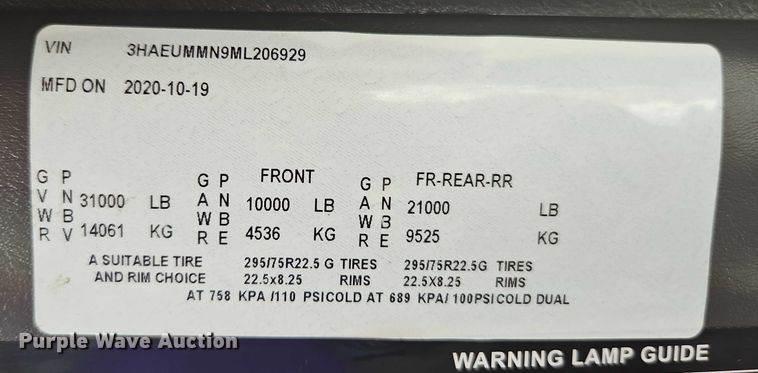 VIN 3HAEUMMN9ML206929
MFD ON 2020-10-19
G P G P FRONT G P FR-REAR-RR
V N 31000 LB A N 10000 LB A N 21000 LB
W B W B W B
R V 14061 KG R E 4536 KG R E 9525 KG
A SUITABLE TIRE 295/75R22.5 G TIRES 295/75R22.5 G TIRES
AND RIM CHOICE 22.5x8.25 RIMS 22.5X8.25 RIMS
AT 758 KPA /110 PSICOLD AT 689 KPA/ 100PSICOLD DUAL
Purple Wave Auction
WARNING LAMP GUIDE